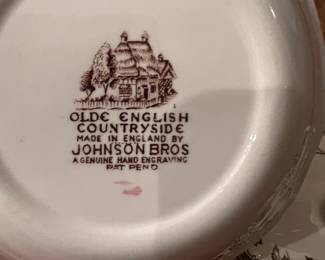 OLDE ENGLISH
COUNTRYSIDE
MADE IN ENGLAND BY
JOHNSON BROS
A GENUINE HAND ENGRAVING
PAT PEND